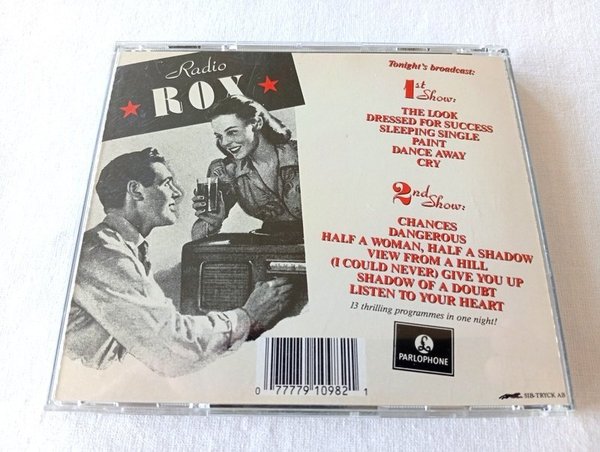 Radio
ROX
Tonight's broadcast:
1st
Show:
THE LOOK
DRESSED FOR SUCCESS
SLEEPING SINGLE
PAINT
DANCE AWAY
CRY
2nd
Show:
CHANCES
DANGEROUS
HALF A WOMAN, HALF A SHADOW
VIEW FROM A HILL
(I COULD NEVER) GIVE YOU UP
SHADOW OF A DOUBT
LISTEN TO YOUR HEART
13 thrilling programmes in one night!
PARLOPHONE
0 77779 10982 1
SIB-TRYCK AB